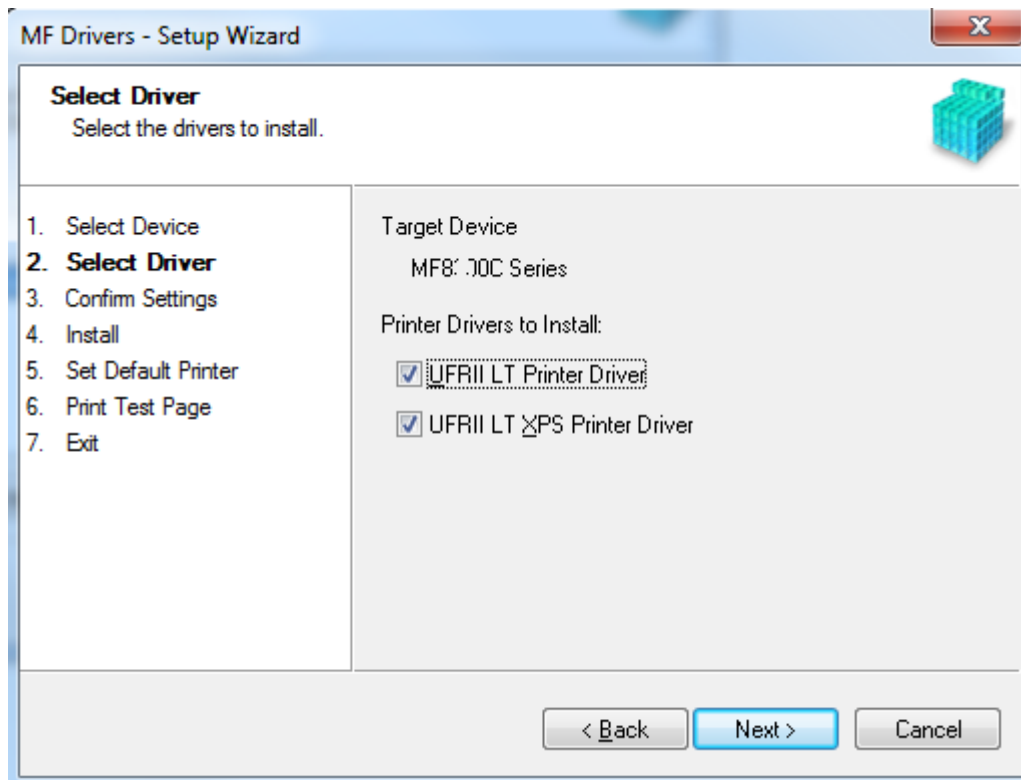 MF Drivers - Setup Wizard
Select Driver
Select the drivers to install.
1. Select Device
2. Select Driver
3. Confirm Settings
4. Install
5. Set Default Printer
6. Print Test Page
7. Exit
Target Device
Series
Printer Drivers to Install:
UFRII LT Printer Driver
UFRII LT XPS Printer Driver
< Back
Next >
Cancel